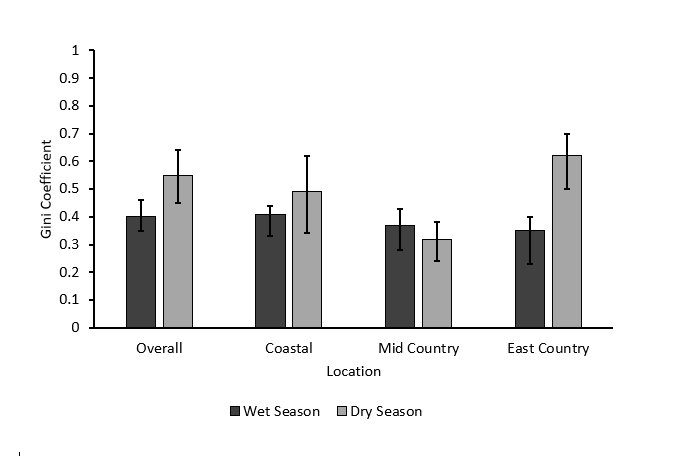 1
0.9
0.8
0.7
0.6
0.5
0.4
0.3
0.2
0.1
0
Gini Coefficient
Overall Coastal Mid Country East Country
Location
Wet Season Dry Season